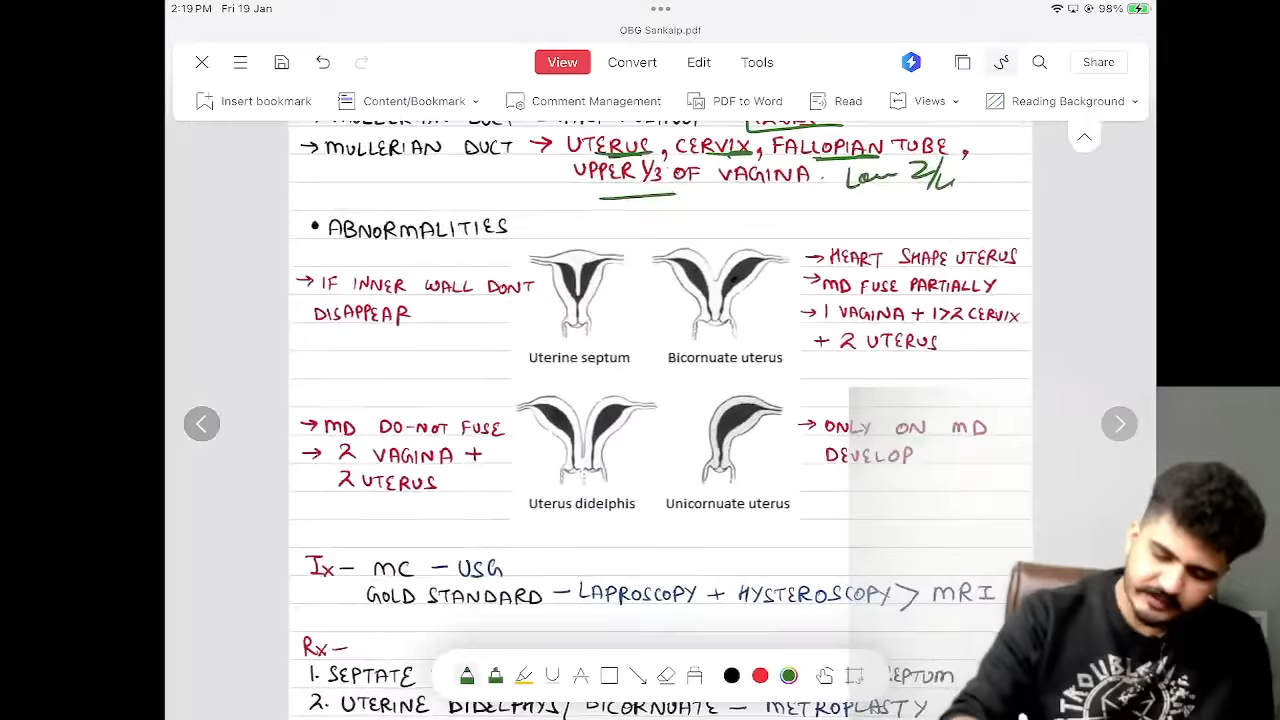 2:19 PM Fri 19 Jan
98%
OBG Sankalp.pdf
View Convert Edit Tools
Share
Insert bookmark Content/Bookmark Comment Management PDF to Word Read Views Reading Background
→ MULLERIAN DUCT → UTERUS, CERVIX, FALLOPIAN TUBE,
UPPER 1/3 OF VAGINA.
• ABNORMALITIES
→ IF INNER WALL DONT
DISAPPEAR
Uterine septum
Bicornuate uterus
→ HEART SHAPE UTERUS
→ MD FUSE PARTIALLY
→ 1 VAGINA + 1>2 CERVIX
+ 2 UTERUS
→ MD DO-NOT FUSE
→ 2 VAGINA +
2 UTERUS
Uterus didelphis
Unicornuate uterus
→ ONLY ON MD
DEVELOP
Ix- MC - USG
GOLD STANDARD - LAPROSCOPY + HYSTEROSCOPY > MRI
Rx-
1. SEPTATE
2. UTERINE DIDELPHYS / BICORNUATE - METROPLASTY